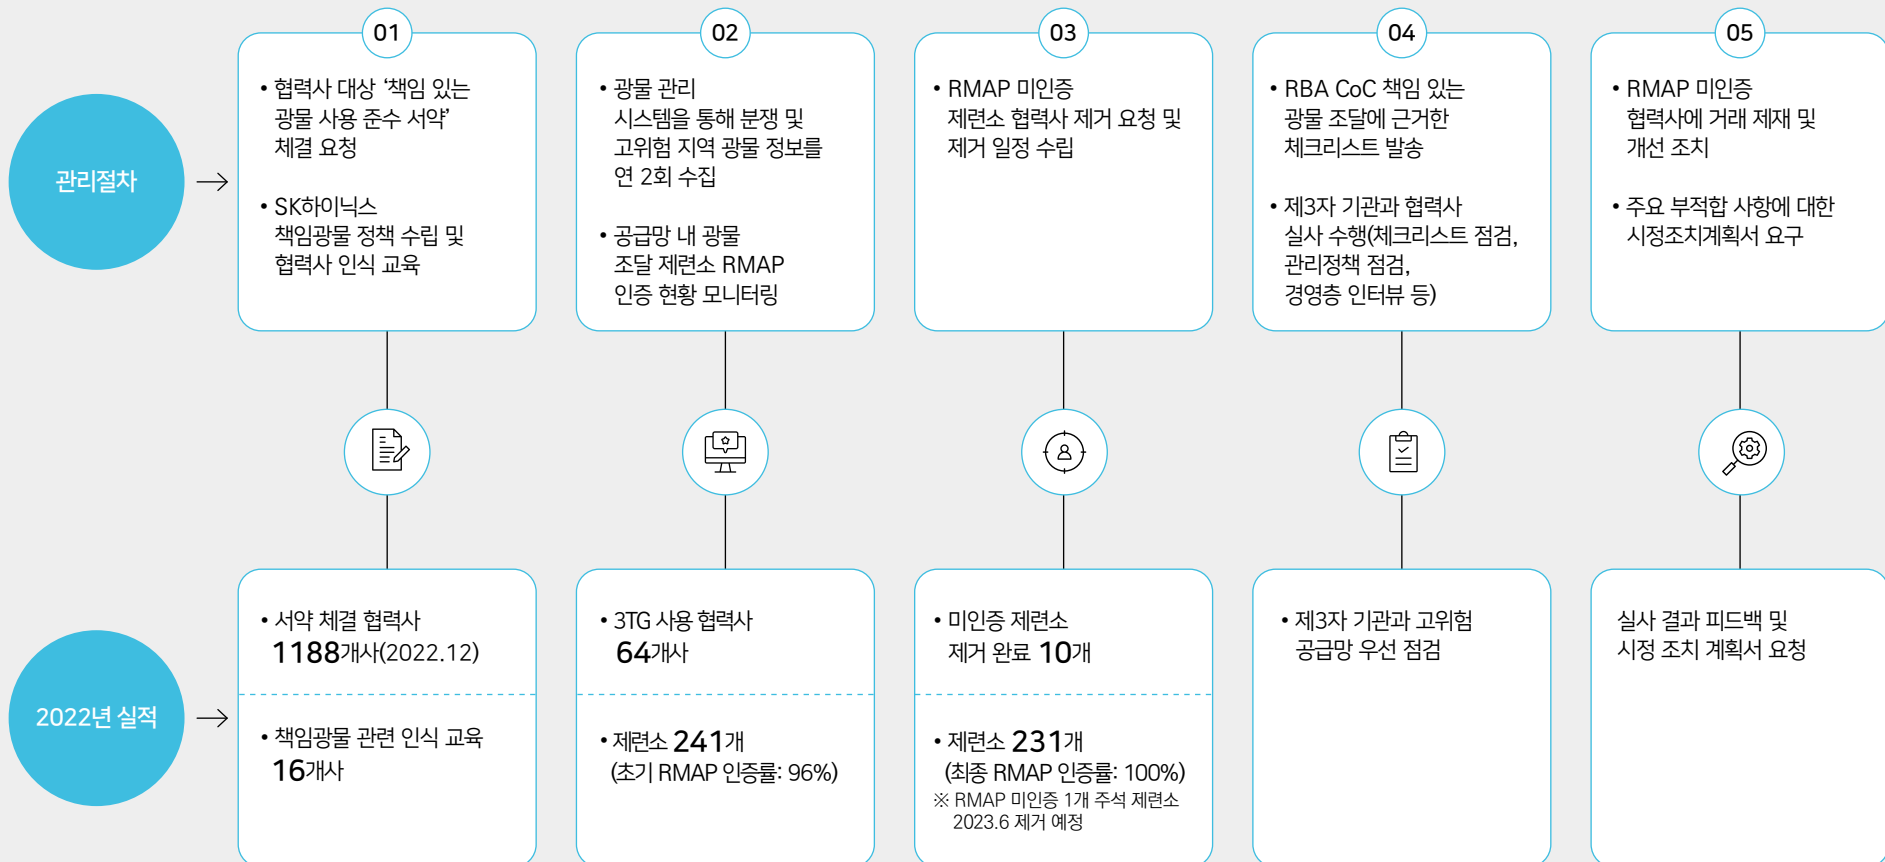 관리절차
01
• 협력사 대상 ‘책임 있는
광물 사용 준수 서약’
체결 요청
• SK하이닉스
책임광물 정책 수립 및
협력사 인식 교육
02
• 광물 관리
시스템을 통해 분쟁 및
고위험 지역 광물 정보를
연 2회 수집
• 공급망 내 광물
조달 제련소 RMAP
인증 현황 모니터링
03
• RMAP 미인증
제련소 협력사 제거 요청 및
제거 일정 수립
04
• RBA CoC 책임 있는
광물 조달에 근거한
체크리스트 발송
• 제3자 기관과 협력사
실사 수행(체크리스트 점검,
관리정책 점검,
경영층 인터뷰 등)
05
• RMAP 미인증
협력사에 거래 제재 및
개선 조치
• 주요 부적합 사항에 대한
시정조치계획서 요구
2022년 실적
• 서약 체결 협력사
1188개사(2022.12)
• 책임광물 관련 인식 교육
16개사
• 3TG 사용 협력사
64개사
• 제련소 241개
(초기 RMAP 인증률: 96%)
• 미인증 제련소
제거 완료 10개
• 제련소 231개
(최종 RMAP 인증률: 100%)
※ RMAP 미인증 1개 주석 제련소
2023.6 제거 예정
• 제3자 기관과 고위험
공급망 우선 점검
실사 결과 피드백 및
시정 조치 계획서 요청